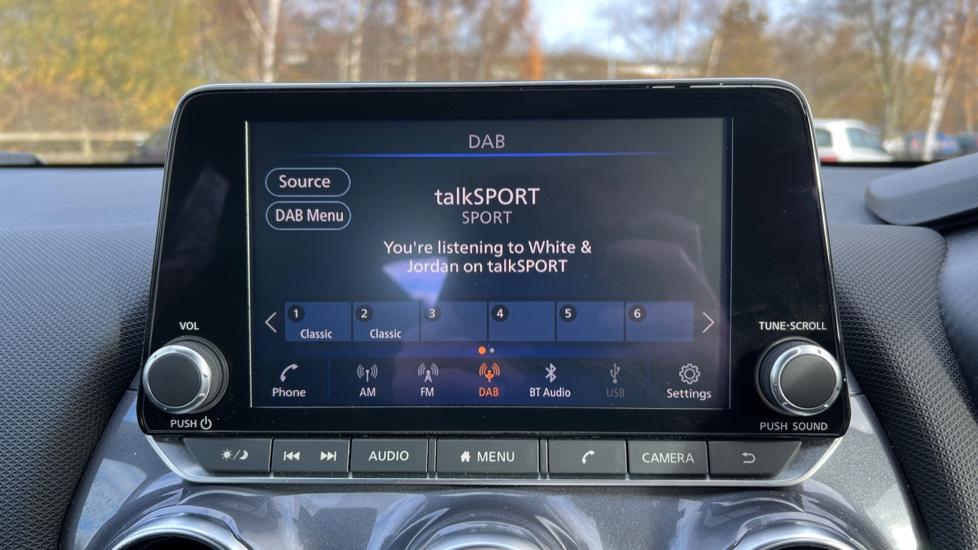 DAB
Source
talkSPORT
SPORT
DAB Menu
You're listening to White &
Jordan on talkSPORT
1 2 3 4 5 6
Classic Classic
Phone AM FM DAB BT Audio USB Settings
VOL
PUSH
TUNE·SCROLL
PUSH SOUND
AUDIO MENU CAMERA